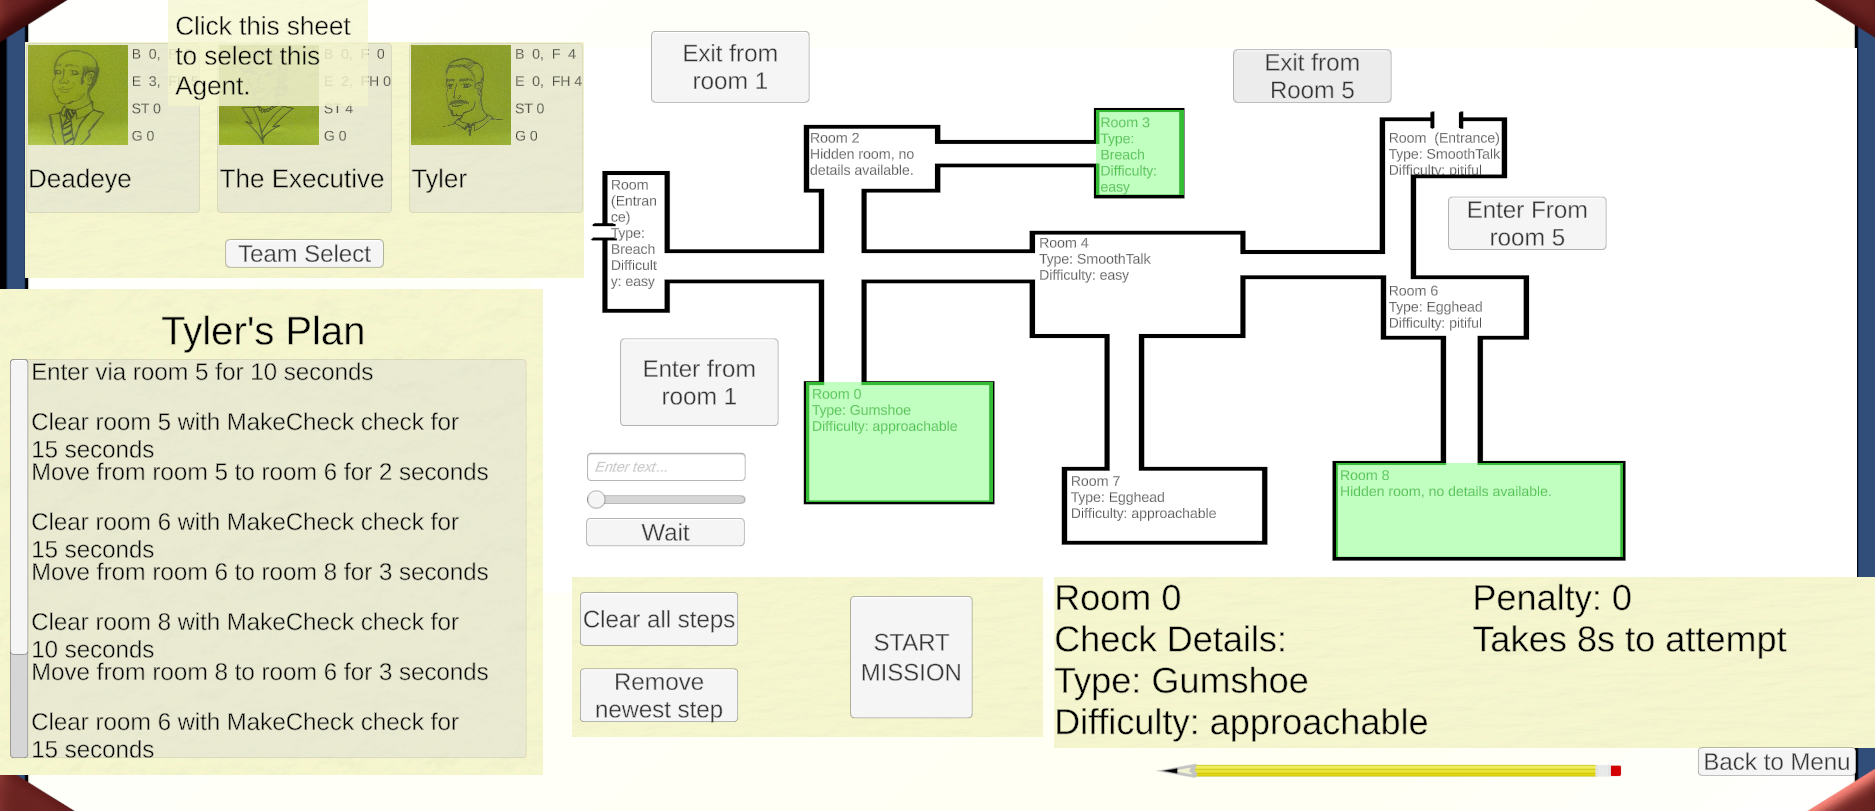 Click this sheet
to select this
Agent.
B 0,
E 3,
ST 0
G 0
Deadeye
B 0, F 0
E 2, FH 0
ST 4
G 0
The Executive
B 0, F 4
E 0, FH 4
ST 0
G 0
Tyler
Team Select
Tyler's Plan
Enter via room 5 for 10 seconds
Clear room 5 with MakeCheck check for
15 seconds
Move from room 5 to room 6 for 2 seconds
Clear room 6 with MakeCheck check for
15 seconds
Move from room 6 to room 8 for 3 seconds
Clear room 8 with MakeCheck check for
10 seconds
Move from room 8 to room 6 for 3 seconds
Clear room 6 with MakeCheck check for
15 seconds
Exit from
room 1
Exit from
Room 5
Room 2
Hidden room, no
details available.
Room 3
Type:
Breach
Difficulty:
easy
Room (Entrance)
Type: SmoothTalk
Difficulty: pitiful
Room
(Entran
ce)
Type:
Breach
Difficult
y: easy
Enter From
room 5
Room 4
Type: SmoothTalk
Difficulty: easy
Room 6
Type: Egghead
Difficulty: pitiful
Enter from
room 1
Room 0
Type: Gumshoe
Difficulty: approachable
Enter text...
Wait
Room 7
Type: Egghead
Difficulty: approachable
Room 8
Hidden room, no details available.
Clear all steps
Remove
newest step
START
MISSION
Room 0
Check Details:
Type: Gumshoe
Difficulty: approachable
Penalty: 0
Takes 8s to attempt
Back to Menu